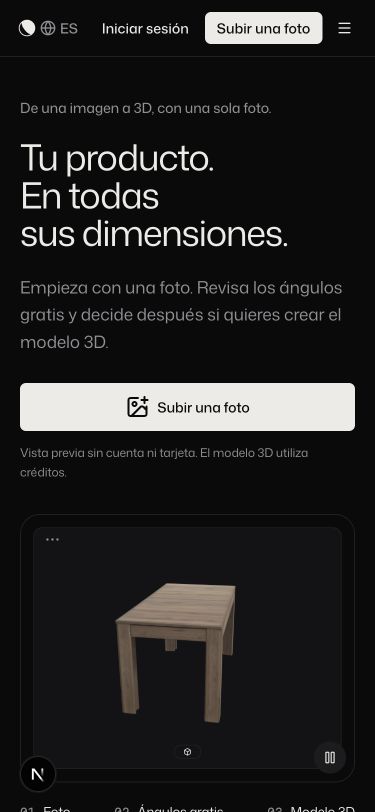 ES Iniciar sesión Subir una foto
De una imagen a 3D, con una sola foto.
Tu producto.
En todas
sus dimensiones.
Empieza con una foto. Revisa los ángulos
gratis y decide después si quieres crear el
modelo 3D.
Subir una foto
Vista previa sin cuenta ni tarjeta. El modelo 3D utiliza
créditos.
N
01 Foto 02 Ángulos gratis 03 Modelo 3D